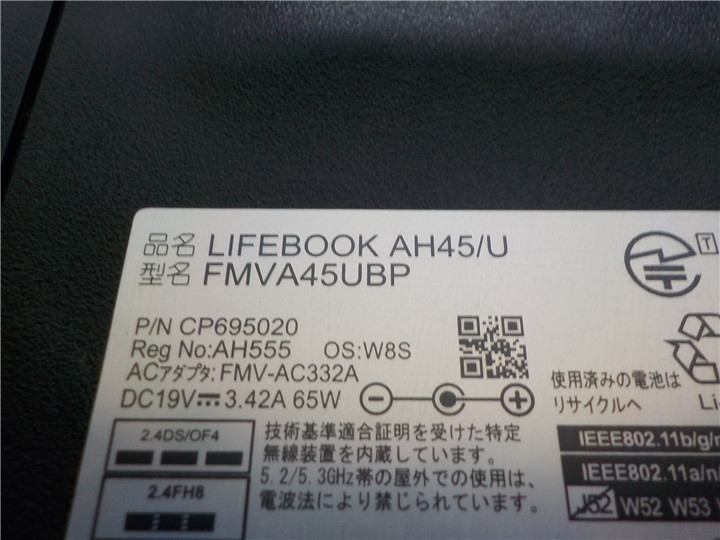 品名 LIFEBOOK AH45/U
型名 FMVA45UBP
P/N CP695020
Reg No:AH555 OS:W8S
ACアダプタ:FMV-AC332A
DC19V⎓3.42A 65W
使用済みの電池は
リサイクルへ
Li-
2.4DS/OF4
2.4FH8
技術基準適合証明を受けた特定
無線装置を内蔵しています。
5.2/5.3GHz帯の屋外での使用は、
電波法により禁じられています。
IEEE802.11b/g/n
IEEE802.11a/n
J52 W52 W53
T